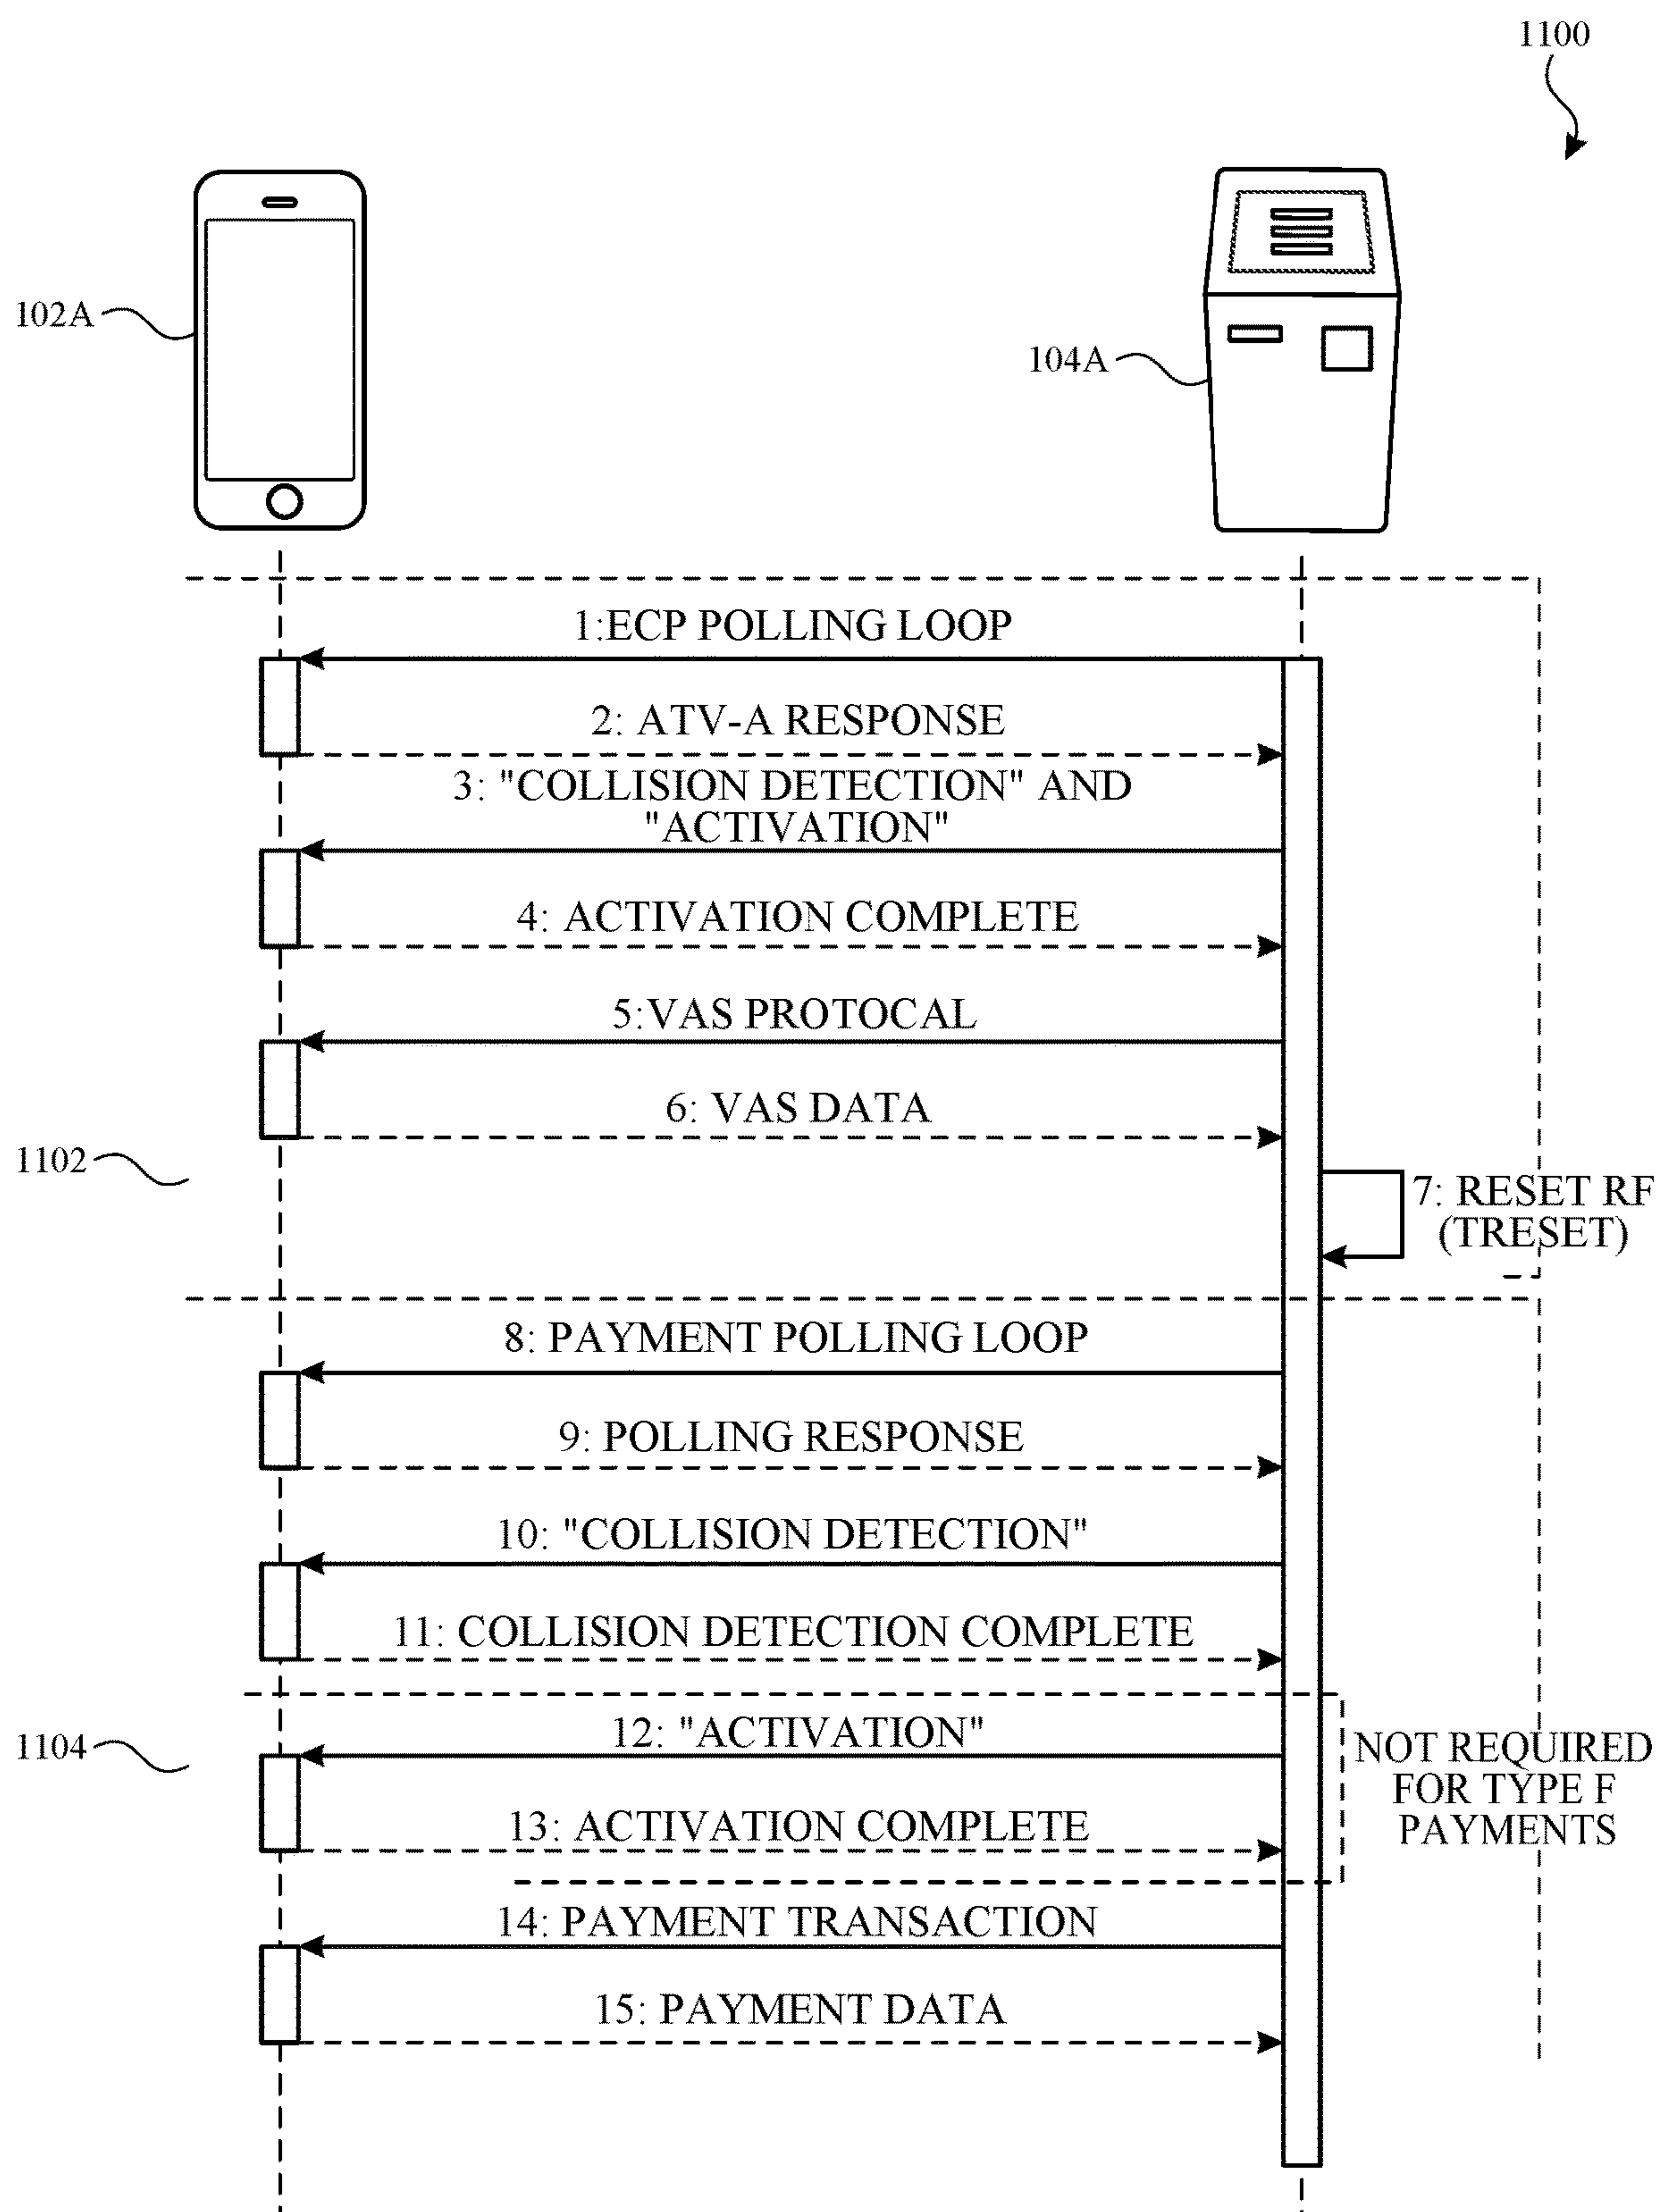 1100
102A
104A
1:ECP POLLING LOOP
2: ATV-A RESPONSE
3: "COLLISION DETECTION" AND
"ACTIVATION"
4: ACTIVATION COMPLETE
5:VAS PROTOCAL
6: VAS DATA
1102
7: RESET RF
(TRESET)
8: PAYMENT POLLING LOOP
9: POLLING RESPONSE
10: "COLLISION DETECTION"
11: COLLISION DETECTION COMPLETE
12: "ACTIVATION"
1104
NOT REQUIRED
FOR TYPE F
PAYMENTS
13: ACTIVATION COMPLETE
14: PAYMENT TRANSACTION
15: PAYMENT DATA